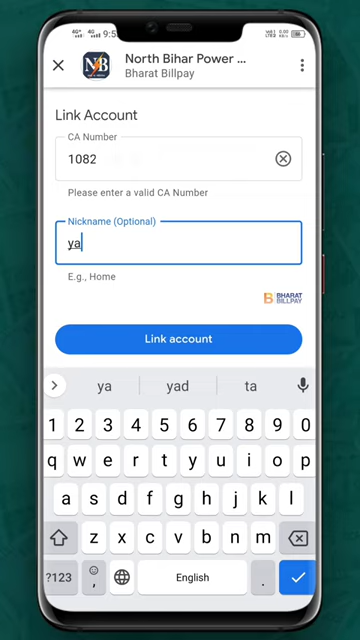 4G+ 4G 9:5
North Bihar Power ...
Bharat Billpay
Link Account
CA Number
1082
Please enter a valid CA Number
Nickname (Optional)
ya
E.g., Home
BHARAT
BILLPAY
Link account
ya yad ta
1 2 3 4 5 6 7 8 9 0
q w e r t y u i o p
a s d f g h j k l
z x c v b n m
?123 , English .